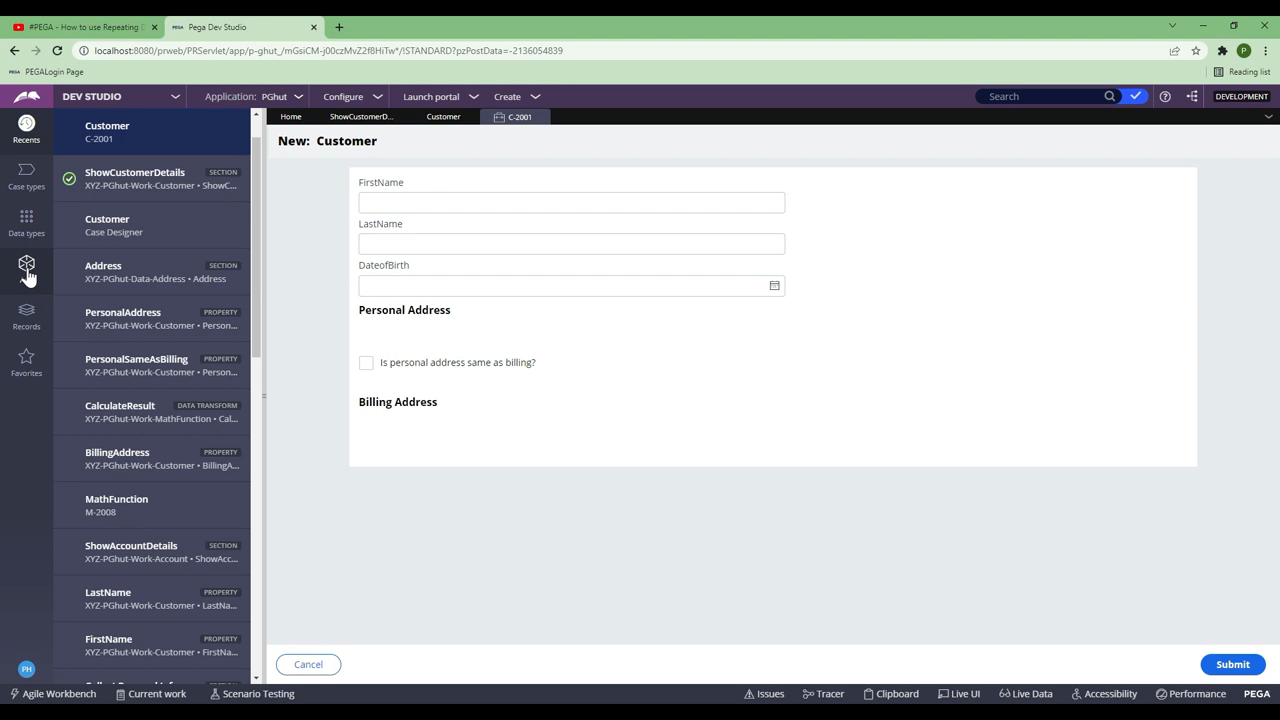 #PEGA - How to use Repeating D
PEGA Pega Dev Studio
localhost:8080/prweb/PRServlet/app/p-ghut_/mGsiCM-j00czMvZ2f8HiTw*/!STANDARD?pzPostData=-2136054839
P
PEGA PEGALogin Page
Reading list
DEV STUDIO
Application: PGhut
Configure
Launch portal
Create
Search
DEVELOPMENT
Recents
Case types
Data types
Records
Favorites
PH
Customer
C-2001
ShowCustomerDetails SECTION
XYZ-PGhut-Work-Customer • ShowC...
Customer
Case Designer
Address SECTION
XYZ-PGhut-Data-Address • Address
PersonalAddress PROPERTY
XYZ-PGhut-Work-Customer • Person...
PersonalSameAsBilling PROPERTY
XYZ-PGhut-Work-Customer • Person...
CalculateResult DATA TRANSFORM
XYZ-PGhut-Work-MathFunction • Cal...
BillingAddress PROPERTY
XYZ-PGhut-Work-Customer • BillingA...
MathFunction
M-2008
ShowAccountDetails SECTION
XYZ-PGhut-Work-Account • ShowAcc...
LastName PROPERTY
XYZ-PGhut-Work-Customer • LastNa...
FirstName PROPERTY
XYZ-PGhut-Work-Customer • FirstNa...
Home
ShowCustomerD...
Customer
C-2001
New: Customer
FirstName
LastName
DateofBirth
Personal Address
Is personal address same as billing?
Billing Address
Cancel
Submit
Agile Workbench
Current work
Scenario Testing
Issues
Tracer
Clipboard
Live UI
Live Data
Accessibility
Performance
PEGA